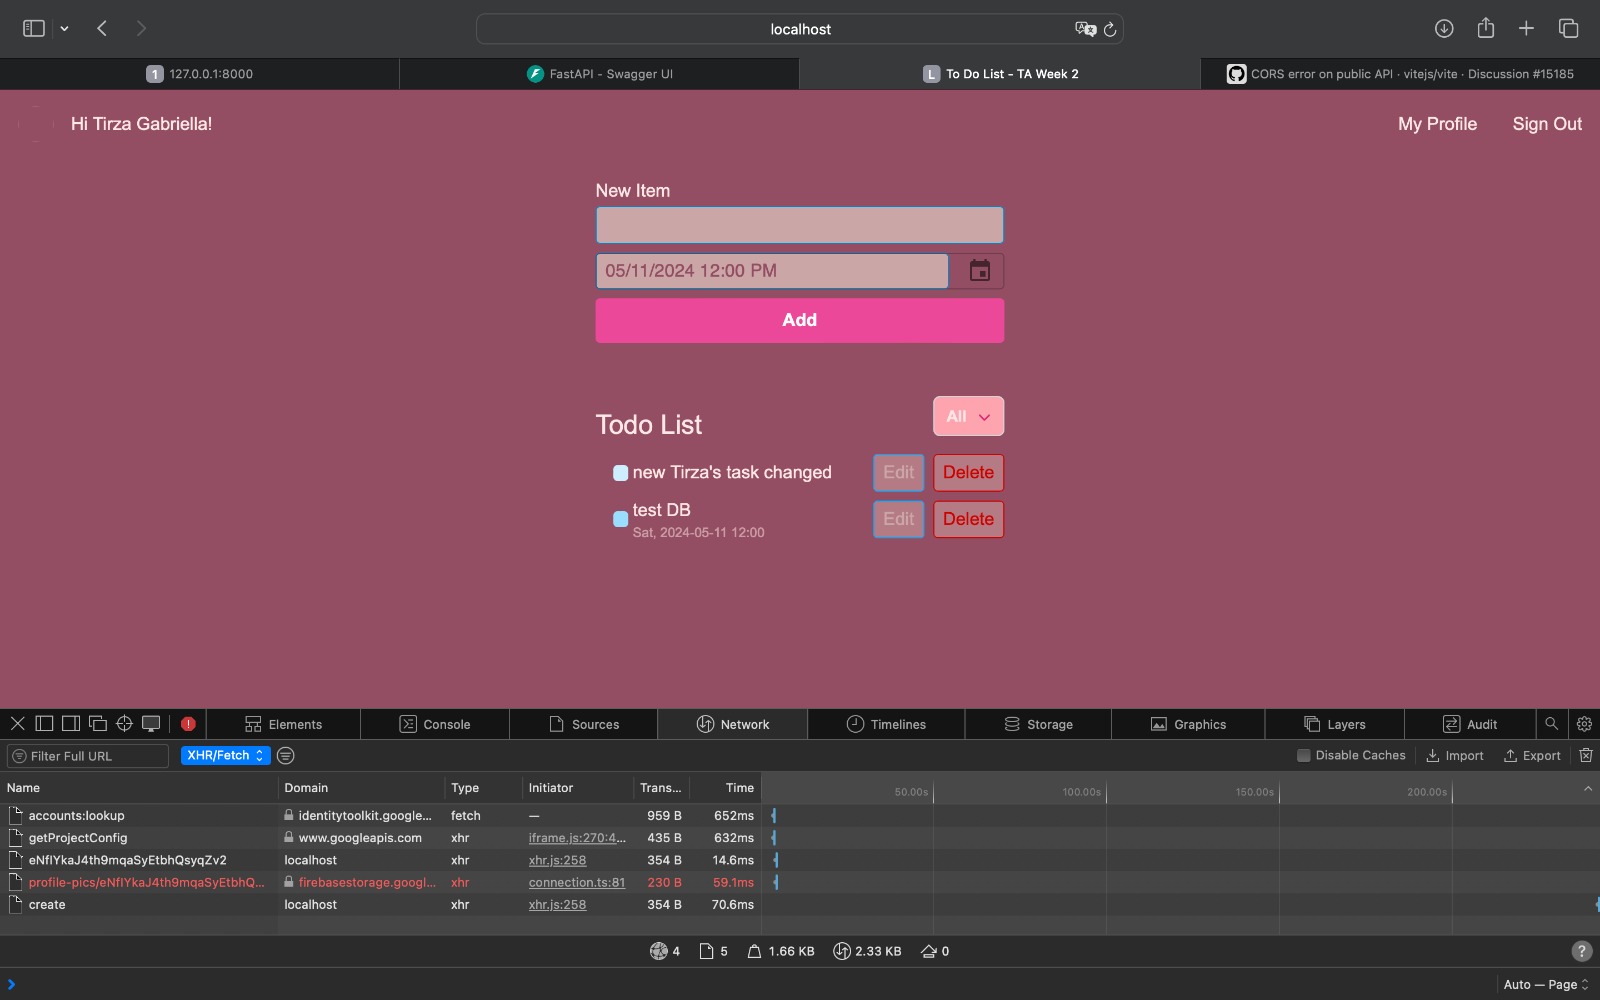 localhost
1 127.0.0.1:8000
FastAPI - Swagger UI
L To Do List - TA Week 2
CORS error on public API · vitejs/vite · Discussion #15185
Hi Tirza Gabriella!
My Profile
Sign Out
New Item
05/11/2024 12:00 PM
Add
Todo List
All
new Tirza's task changed
Edit
Delete
test DB
Sat, 2024-05-11 12:00
Edit
Delete
Elements
Console
Sources
Network
Timelines
Storage
Graphics
Layers
Audit
Filter Full URL
XHR/Fetch
Disable Caches
Import
Export
Name Domain Type Initiator Trans... Time
50.00s 100.00s 150.00s 200.00s
accounts:lookup identitytoolkit.google... fetch — 959 B 652ms
getProjectConfig www.googleapis.com xhr iframe.js:270:4... 435 B 632ms
eNfIYkaJ4th9mqaSyEtbhQsyqZv2 localhost xhr xhr.js:258 354 B 14.6ms
profile-pics/eNfIYkaJ4th9mqaSyEtbhQ... firebasestorage.googl... xhr connection.ts:81 230 B 59.1ms
create localhost xhr xhr.js:258 354 B 70.6ms
4 5 1.66 KB 2.33 KB 0
?
Auto — Page